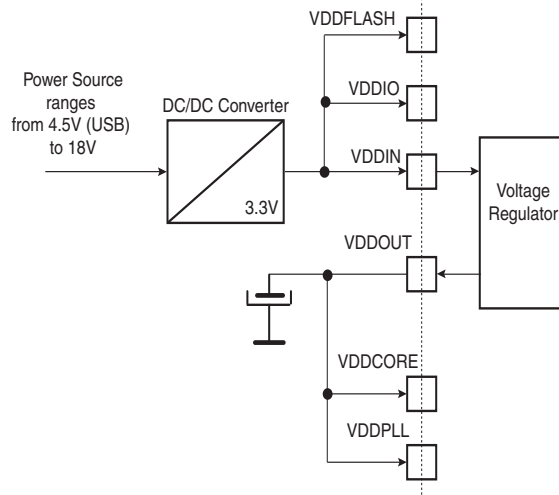 VDDFLASH
Power Source
ranges
from 4.5V (USB)
to 18V
DC/DC Converter
VDDIO
VDDIN
3.3V
Voltage
Regulator
VDDOUT
VDDCORE
VDDPLL